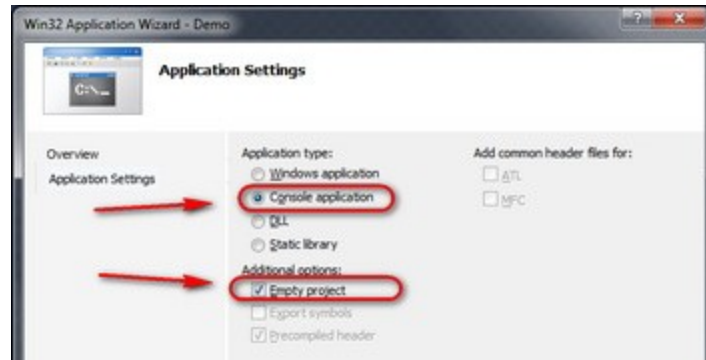 Win32 Application Wizard - Demo
C:\_
Application Settings
Overview
Application Settings
Application type:
Windows application
Console application
DLL
Static library
Additional options:
Empty project
Export symbols
Precompiled header
Add common header files for:
ATL
MFC